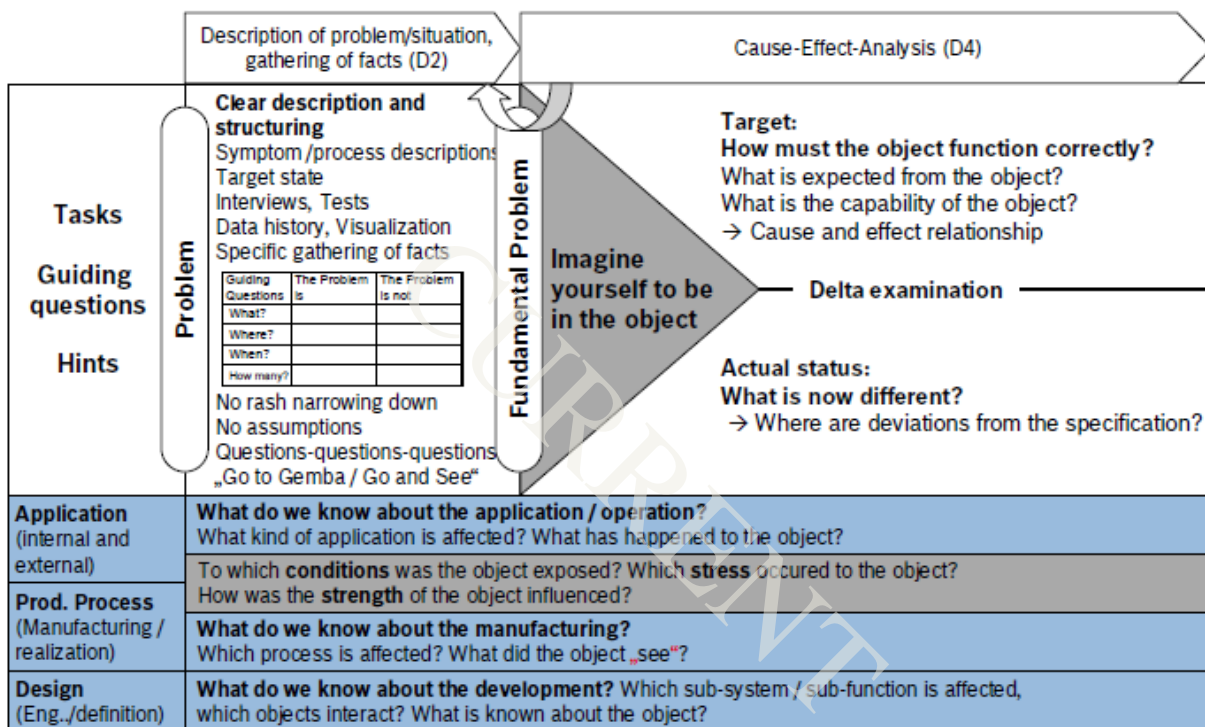 Description of problem/situation,
gathering of facts (D2)
Cause-Effect-Analysis (D4)
Tasks
Guiding
questions
Hints
Problem
Clear description and
structuring
Symptom/process descriptions
Target state
Interviews, Tests
Data history, Visualization
Specific gathering of facts
Guiding Questions | The Problem is | The Problem is not
What?
Where?
When?
How many?
No rash narrowing down
No assumptions
Questions-questions-questions
„Go to Gemba / Go and See“
Fundamental Problem
Imagine
yourself to be
in the object
Target:
How must the object function correctly?
What is expected from the object?
What is the capability of the object?
→ Cause and effect relationship
Delta examination
Actual status:
What is now different?
→ Where are deviations from the specification?
CURRENT
Application
(internal and
external)
What do we know about the application / operation?
What kind of application is affected? What has happened to the object?
To which conditions was the object exposed? Which stress occured to the object?
How was the strength of the object influenced?
Prod. Process
(Manufacturing /
realization)
What do we know about the manufacturing?
Which process is affected? What did the object „see“?
Design
(Eng../definition)
What do we know about the development? Which sub-system / sub-function is affected,
which objects interact? What is known about the object?